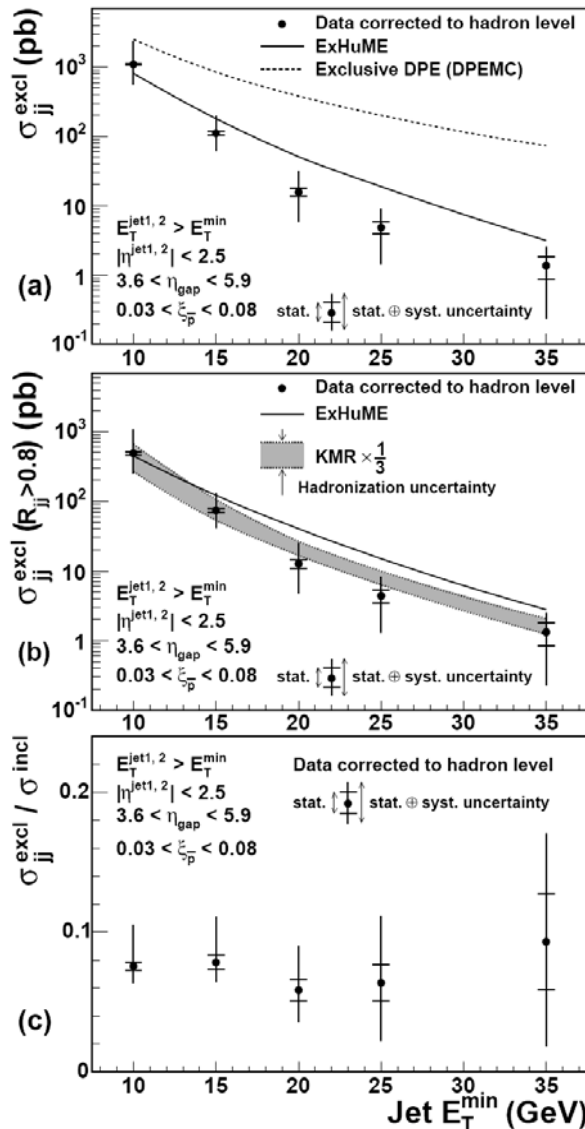 σ_jj^excl (pb)
Data corrected to hadron level
ExHuME
Exclusive DPE (DPEMC)
10^3
10^2
10
1
10^-1
E_T^jet1, 2 > E_T^min
|η^jet1, 2| < 2.5
3.6 < η_gap < 5.9
0.03 < ξ_p̄ < 0.08
stat. stat. ⊕ syst. uncertainty
(a)
10 15 20 25 30 35
σ_jj^excl (R_jj>0.8) (pb)
Data corrected to hadron level
ExHuME
KMR × 1/3
Hadronization uncertainty
10^3
10^2
10
1
10^-1
E_T^jet1, 2 > E_T^min
|η^jet1, 2| < 2.5
3.6 < η_gap < 5.9
0.03 < ξ_p̄ < 0.08
stat. stat. ⊕ syst. uncertainty
(b)
10 15 20 25 30 35
σ_jj^excl / σ^incl
E_T^jet1, 2 > E_T^min
|η^jet1, 2| < 2.5
3.6 < η_gap < 5.9
0.03 < ξ_p̄ < 0.08
Data corrected to hadron level
stat. stat. ⊕ syst. uncertainty
0.2
0.1
0
(c)
10 15 20 25 30 35
Jet E_T^min (GeV)